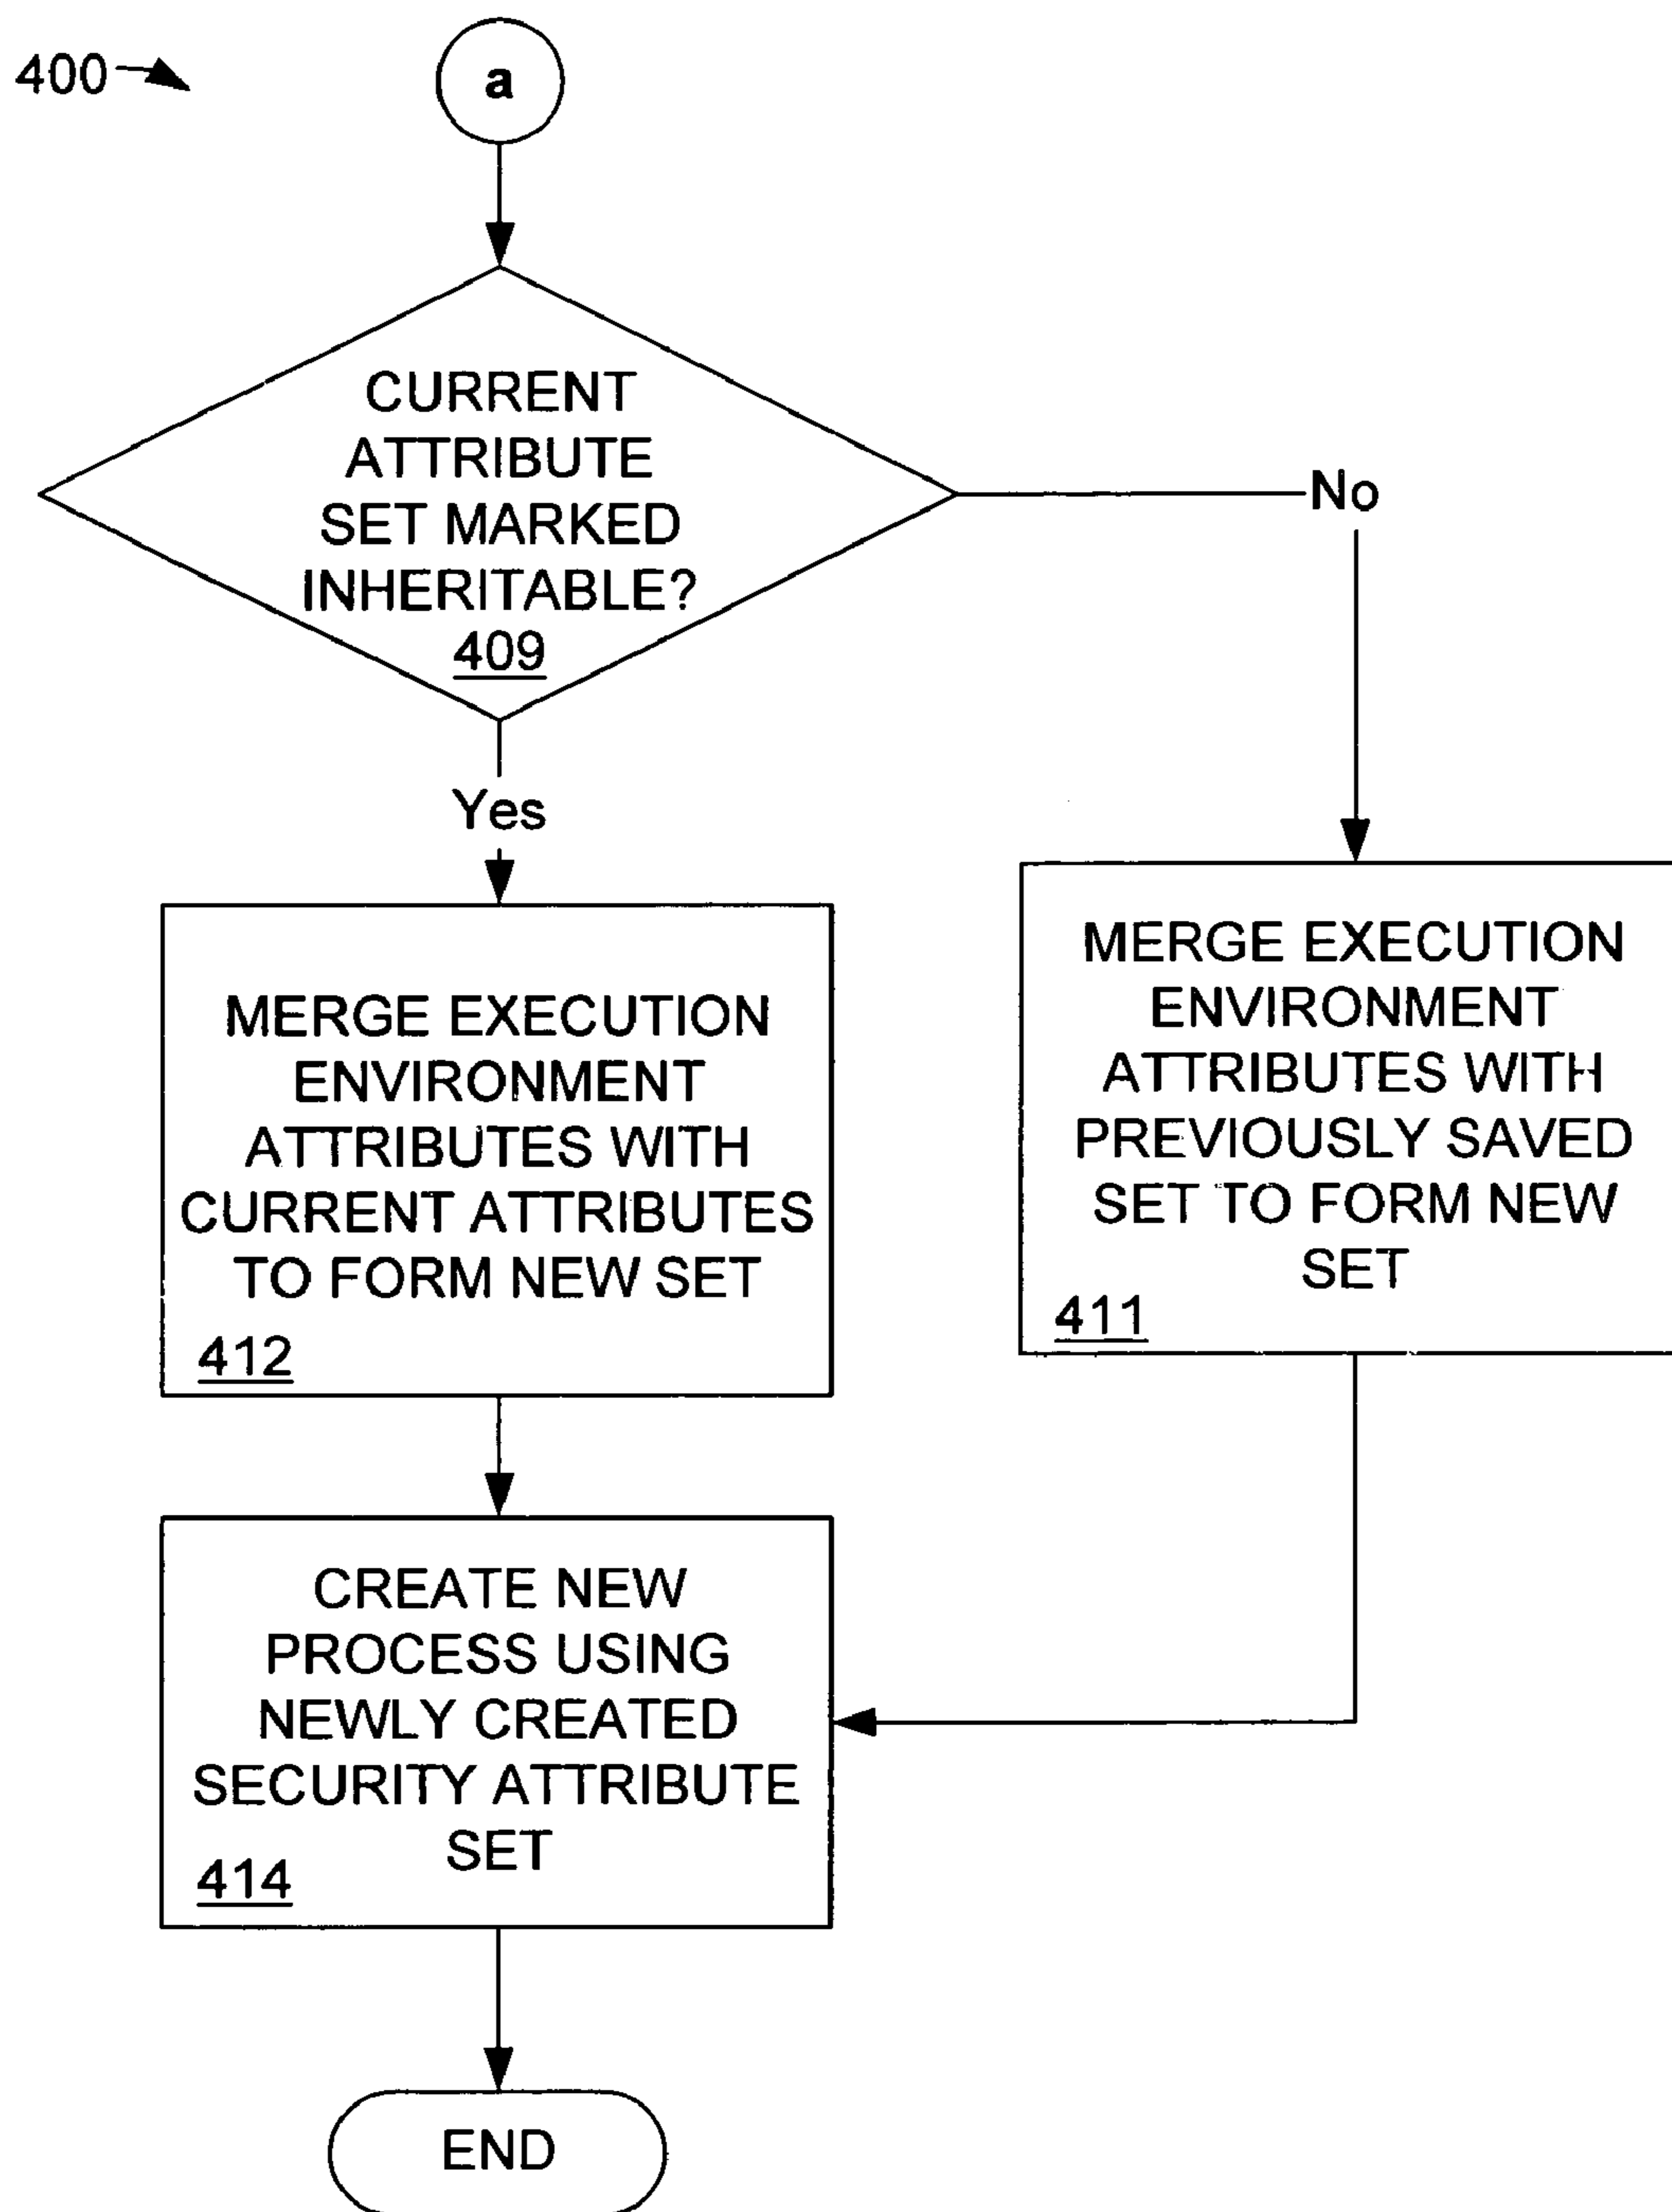 400
a
CURRENT
ATTRIBUTE
SET MARKED
INHERITABLE?
409
No
Yes
MERGE EXECUTION
ENVIRONMENT
ATTRIBUTES WITH
CURRENT ATTRIBUTES
TO FORM NEW SET
412
MERGE EXECUTION
ENVIRONMENT
ATTRIBUTES WITH
PREVIOUSLY SAVED
SET TO FORM NEW
SET
411
CREATE NEW
PROCESS USING
NEWLY CREATED
SECURITY ATTRIBUTE
SET
414
END